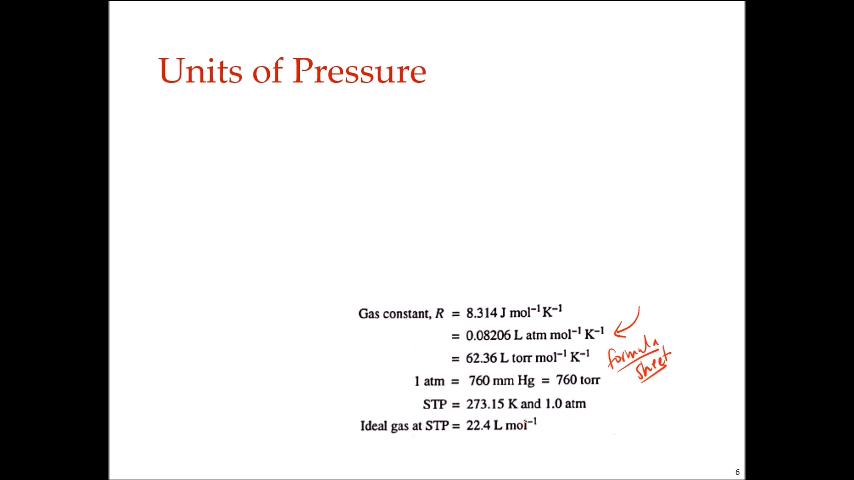 Units of Pressure
Gas constant, R = 8.314 J mol⁻¹ K⁻¹
= 0.08206 L atm mol⁻¹ K⁻¹
= 62.36 L torr mol⁻¹ K⁻¹
formula
sheet
1 atm = 760 mm Hg = 760 torr
STP = 273.15 K and 1.0 atm
Ideal gas at STP = 22.4 L mol⁻¹
6